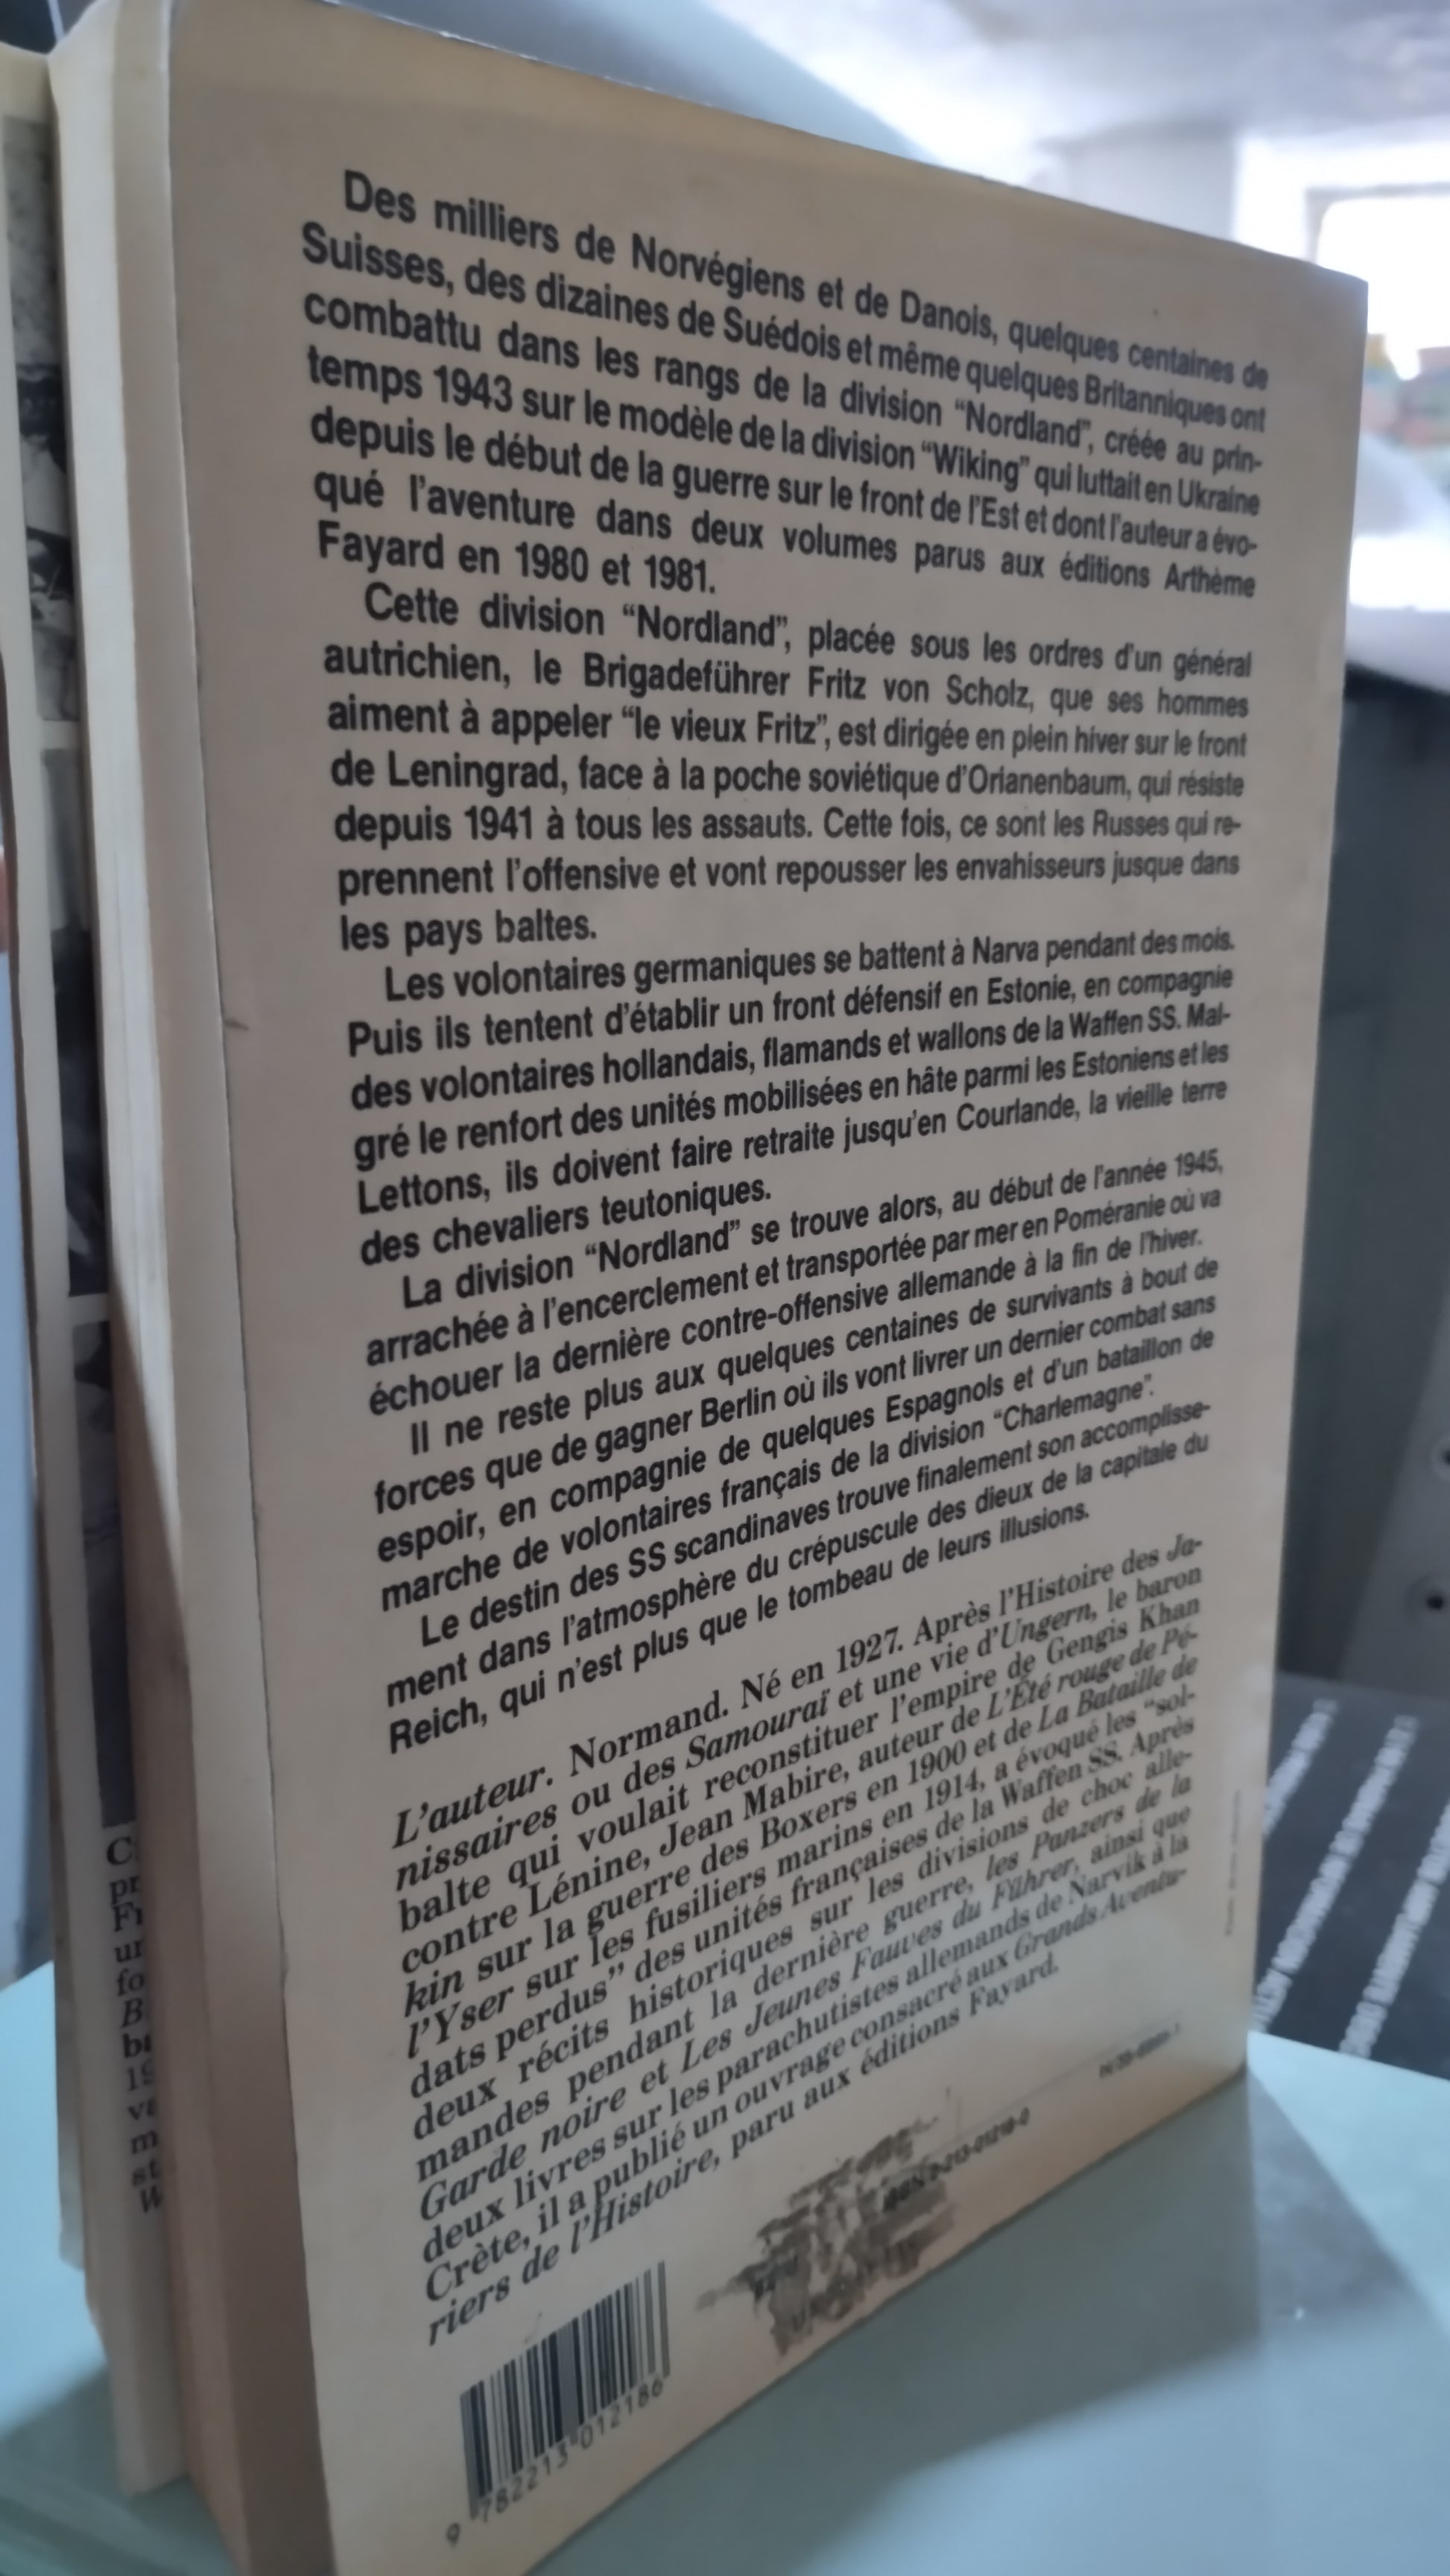 Des milliers de Norvégiens et de Danois, quelques centaines de
Suisses, des dizaines de Suédois et même quelques Britanniques ont
combattu dans les rangs de la division “Nordland”, créée au prin-
temps 1943 sur le modèle de la division “Wiking” qui luttait en Ukraine
depuis le début de la guerre sur le front de l'Est et dont l'auteur a évo-
qué l'aventure dans deux volumes parus aux éditions Arthème
Fayard en 1980 et 1981.
Cette division “Nordland”, placée sous les ordres d'un général
autrichien, le Brigadeführer Fritz von Scholz, que ses hommes
aiment à appeler “le vieux Fritz”, est dirigée en plein hiver sur le front
de Leningrad, face à la poche soviétique d'Orianenbaum, qui résiste
depuis 1941 à tous les assauts. Cette fois, ce sont les Russes qui re-
prennent l'offensive et vont repousser les envahisseurs jusque dans
les pays baltes.
Les volontaires germaniques se battent à Narva pendant des mois.
Puis ils tentent d'établir un front défensif en Estonie, en compagnie
des volontaires hollandais, flamands et wallons de la Waffen SS. Mal-
gré le renfort des unités mobilisées en hâte parmi les Estoniens et les
Lettons, ils doivent faire retraite jusqu'en Courlande, la vieille terre
des chevaliers teutoniques.
La division “Nordland” se trouve alors, au début de l'année 1945,
arrachée à l'encerclement et transportée par mer en Poméranie où va
échouer la dernière contre-offensive allemande à la fin de l'hiver.
Il ne reste plus aux quelques centaines de survivants à bout de
forces que de gagner Berlin où ils vont livrer un dernier combat sans
espoir, en compagnie de quelques Espagnols et d'un bataillon de
marche de volontaires français de la division “Charlemagne”.
Le destin des SS scandinaves trouve finalement son accomplisse-
ment dans l'atmosphère du crépuscule des dieux de la capitale du
Reich, qui n'est plus que le tombeau de leurs illusions.
L'auteur. Normand. Né en 1927. Après l'Histoire des Ja-
nissaires ou des Samouraï et une vie d'Ungern, le baron
balte qui voulait reconstituer l'empire de Gengis Khan
contre Lénine, Jean Mabire, auteur de L'Été rouge de Pé-
kin sur la guerre des Boxers en 1900 et de La Bataille de
l'Yser sur les fusiliers marins en 1914, a évoqué les “sol-
dats perdus” des unités françaises de la Waffen SS. Après
deux récits historiques sur les divisions de choc alle-
mandes pendant la dernière guerre, les Panzers de la
Garde noire et Les Jeunes Fauves du Führer, ainsi que
deux livres sur les parachutistes allemands de Narvik à la
Crète, il a publié un ouvrage consacré aux Grands Aventu-
riers de l'Histoire, paru aux éditions Fayard.
9 782213 012186